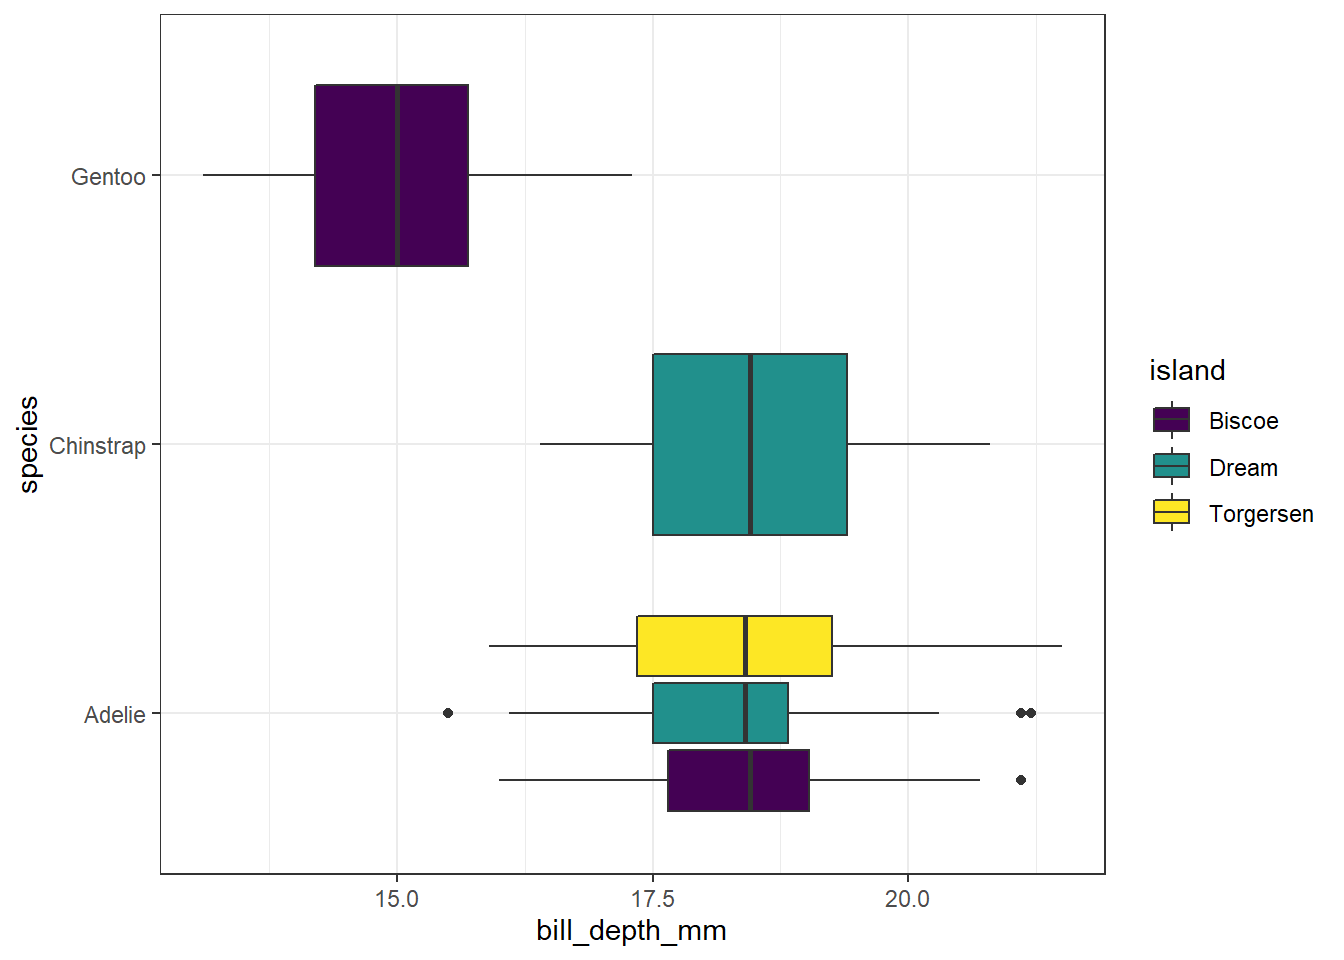 Gentoo
Chinstrap
Adelie
species
15.0
17.5
20.0
bill_depth_mm
island
Biscoe
Dream
Torgersen